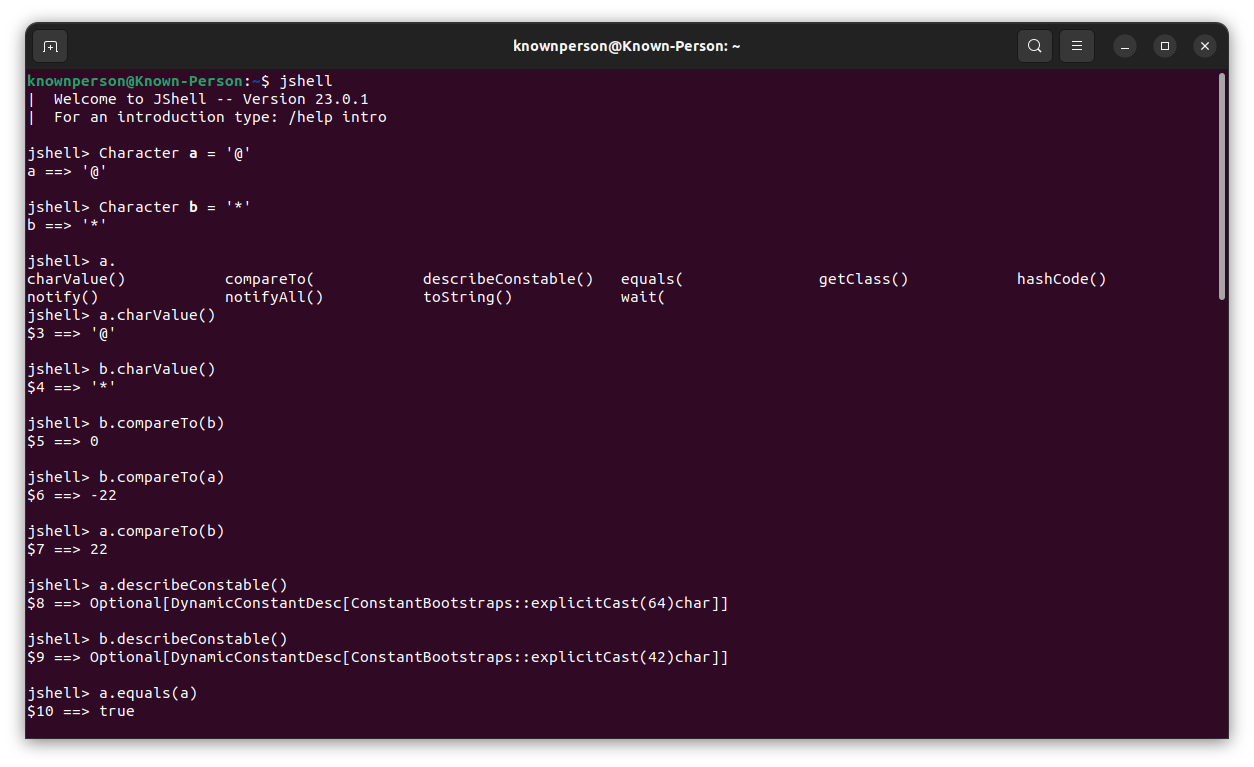 knownperson@Known-Person: ~
knownperson@Known-Person:~$ jshell
|  Welcome to JShell -- Version 23.0.1
|  For an introduction type: /help intro
jshell> Character a = '@'
a ==> '@'
jshell> Character b = '*'
b ==> '*'
jshell> a.
charValue()           compareTo(            describeConstable()   equals(               getClass()            hashCode()
notify()              notifyAll()           toString()            wait(
jshell> a.charValue()
$3 ==> '@'
jshell> b.charValue()
$4 ==> '*'
jshell> b.compareTo(b)
$5 ==> 0
jshell> b.compareTo(a)
$6 ==> -22
jshell> a.compareTo(b)
$7 ==> 22
jshell> a.describeConstable()
$8 ==> Optional[DynamicConstantDesc[ConstantBootstraps::explicitCast(64)char]]
jshell> b.describeConstable()
$9 ==> Optional[DynamicConstantDesc[ConstantBootstraps::explicitCast(42)char]]
jshell> a.equals(a)
$10 ==> true